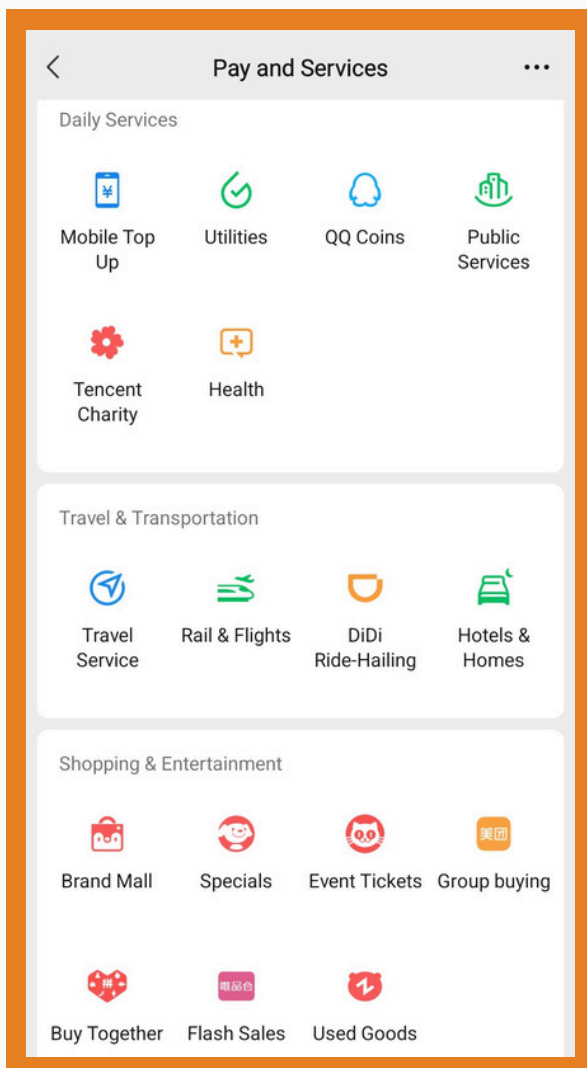 Pay and Services
Daily Services
¥
Mobile Top
Up
Utilities
QQ Coins
Public
Services
Tencent
Charity
Health
Travel & Transportation
Travel
Service
Rail & Flights
DiDi
Ride-Hailing
Hotels &
Homes
Shopping & Entertainment
美团
Brand Mall
Specials
Event Tickets
Group buying
拼
唯品会
Buy Together
Flash Sales
Used Goods